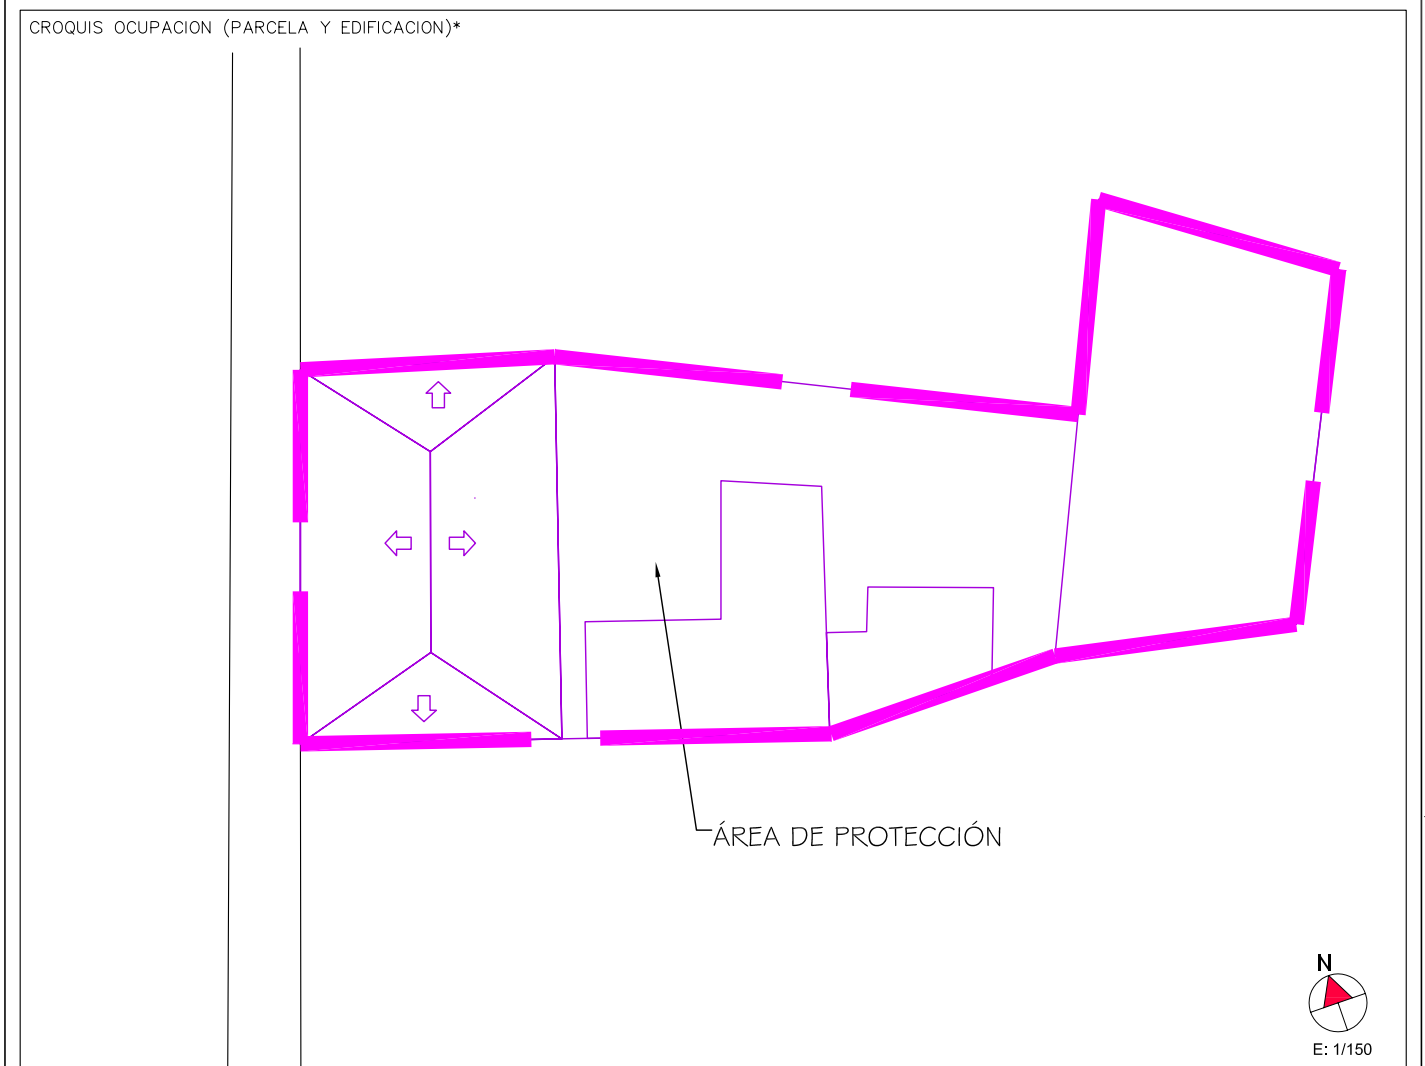 CROQUIS OCUPACION (PARCELA Y EDIFICACION)*
ÁREA DE PROTECCIÓN
N
E: 1/150